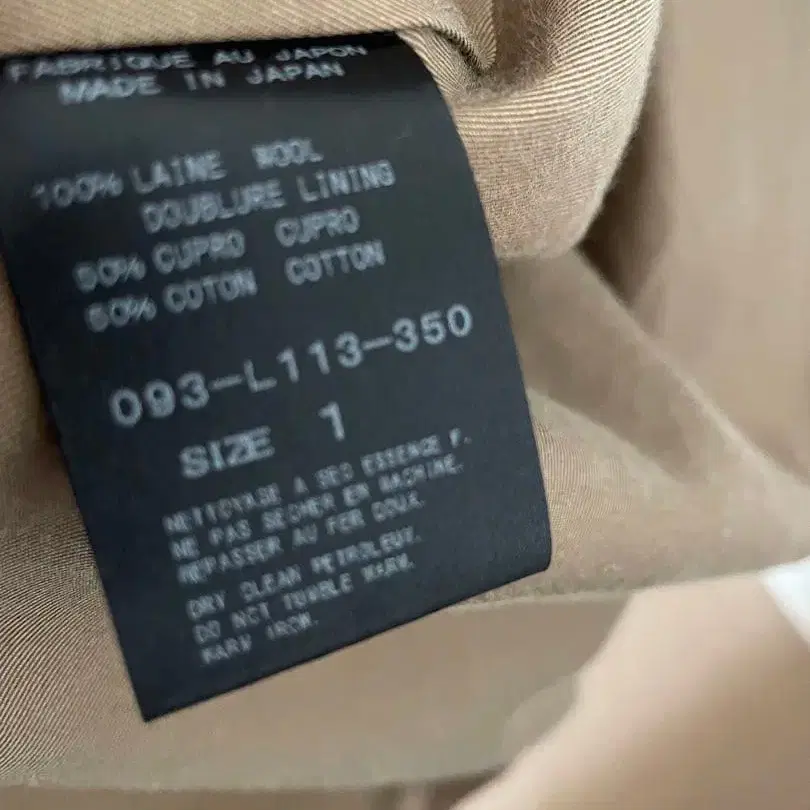 FABRIQUE AU JAPON
MADE IN JAPAN
100% LAINE WOOL
DOUBLURE LINING
50% CUPRO CUPRO
50% COTON COTTON
093-L113-350
SIZE 1
NETTOYAGE A SEC ESSENCE F.
NE PAS SECHER EN MACHINE.
REPASSER AU FER DOUX.
DRY CLEAN PETROLEUM.
DO NOT TUMBLE WARM.
WARM IRON.